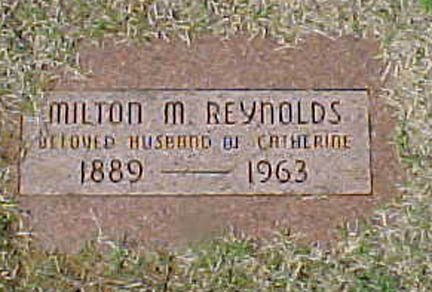 MILTON M. REYNOLDS
BELOVED HUSBAND OF CATHERINE
1889 — 1963